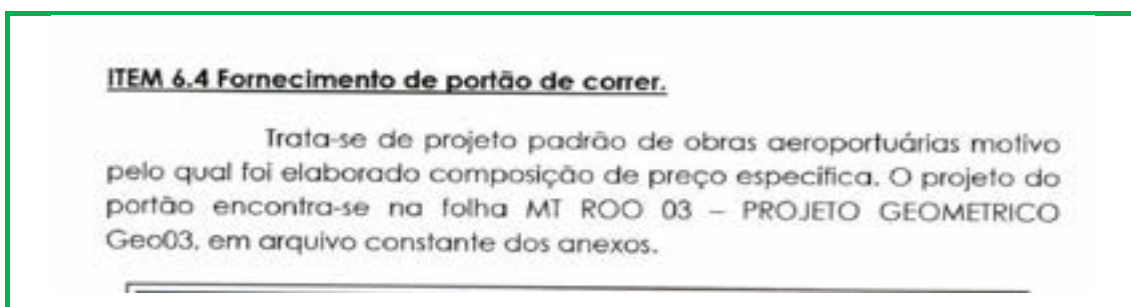 ITEM 6.4 Fornecimento de portão de correr.
Trata-se de projeto padrão de obras aeroportuárias motivo
pelo qual foi elaborado composição de preço especifica. O projeto do
portão encontra-se na folha MT ROO 03 – PROJETO GEOMETRICO
Geo03, em arquivo constante dos anexos.